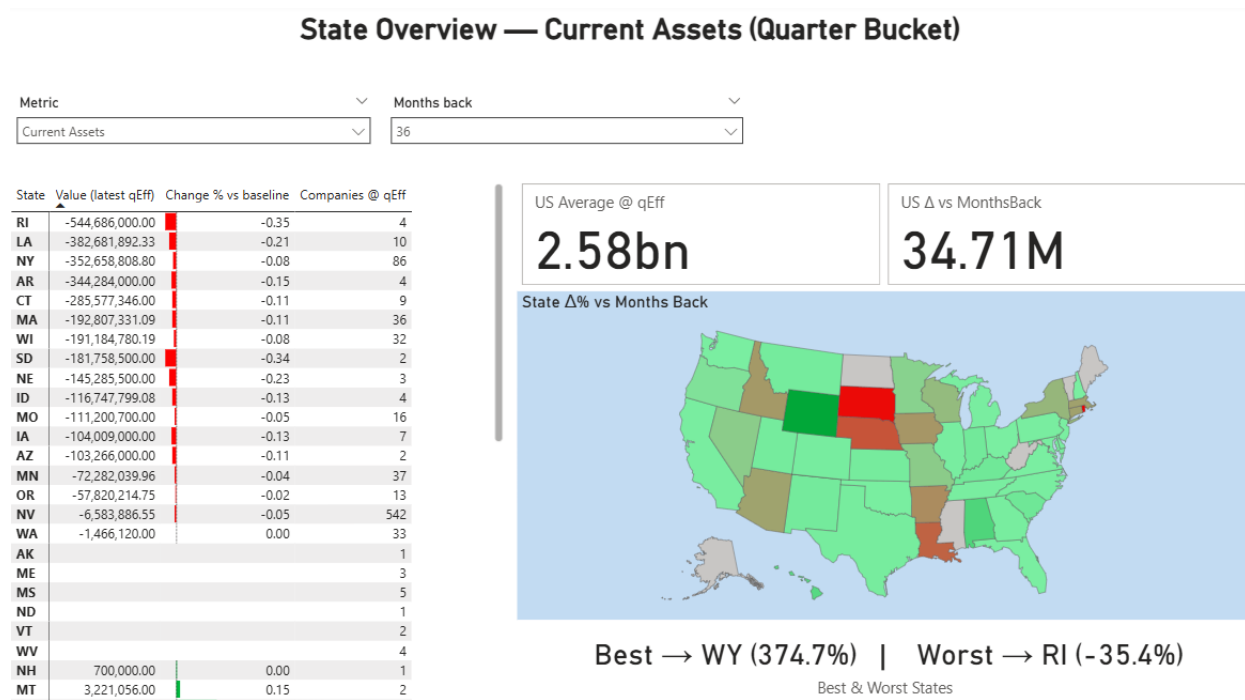 State Overview — Current Assets (Quarter Bucket)
Metric
Months back
Current Assets
36
State Value (latest qEff) Change % vs baseline Companies @ qEff
RI -544,686,000.00 -0.35 4
LA -382,681,892.33 -0.21 10
NY -352,658,808.80 -0.08 86
AR -344,284,000.00 -0.15 4
CT -285,577,346.00 -0.11 9
MA -192,807,331.09 -0.11 36
WI -191,184,780.19 -0.08 32
SD -181,758,500.00 -0.34 2
NE -145,285,500.00 -0.23 3
ID -116,747,799.08 -0.13 4
MO -111,200,700.00 -0.05 16
IA -104,009,000.00 -0.13 7
AZ -103,266,000.00 -0.11 2
MN -72,282,039.96 -0.04 37
OR -57,820,214.75 -0.02 13
NV -6,583,886.55 -0.05 542
WA -1,466,120.00 0.00 33
AK 1
ME 3
MS 5
ND 1
VT 2
WV 4
NH 700,000.00 0.00 1
MT 3,221,056.00 0.15 2
US Average @ qEff
2.58bn
US Δ vs MonthsBack
34.71M
State Δ% vs Months Back
Best → WY (374.7%) | Worst → RI (-35.4%)
Best & Worst States